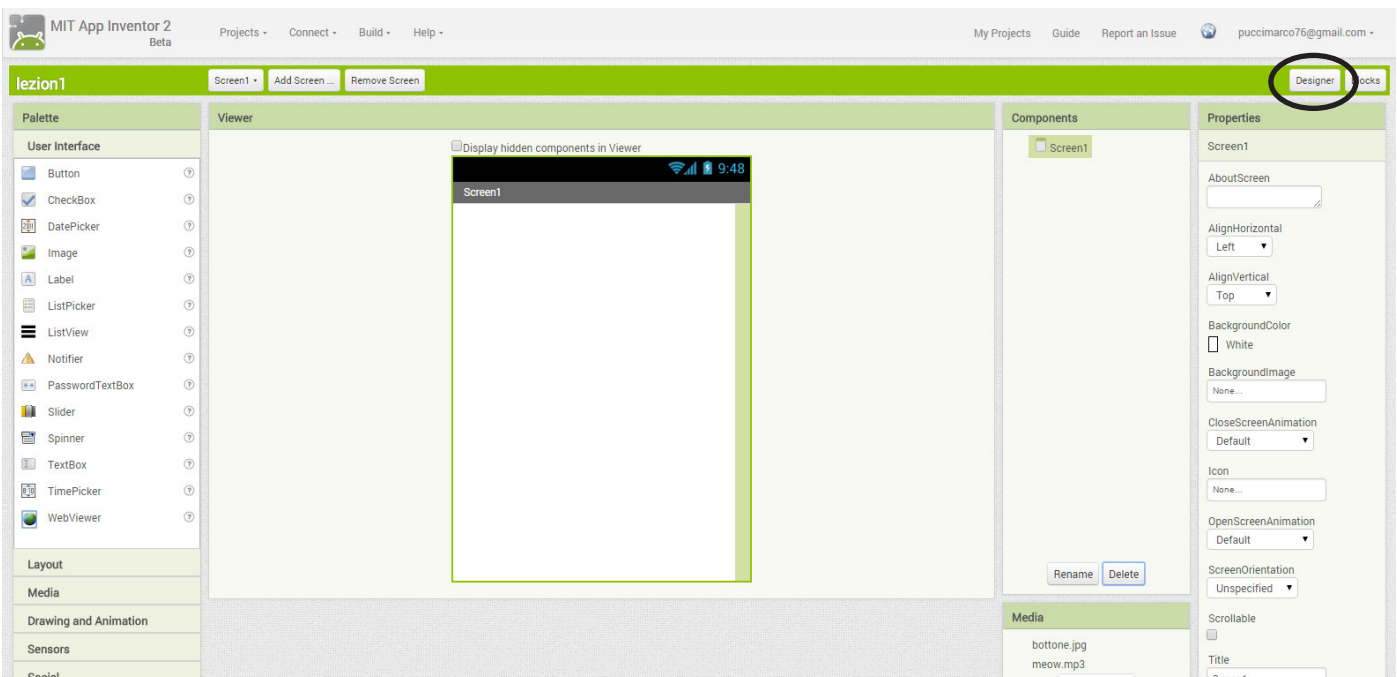 MIT App Inventor 2
Beta
Projects Connect Build Help
My Projects Guide Report an Issue puccimarco76@gmail.com
lezion1
Screen1 Add Screen ... Remove Screen
Designer
Palette
User Interface
Button
CheckBox
DatePicker
Image
Label
ListPicker
ListView
Notifier
PasswordTextBox
Slider
Spinner
TextBox
TimePicker
WebViewer
Layout
Media
Drawing and Animation
Sensors
Social
Viewer
Display hidden components in Viewer
9:48
Screen1
Components
Screen1
Rename Delete
Media
bottone.jpg
meow.mp3
Properties
Screen1
AboutScreen
AlignHorizontal
Left
AlignVertical
Top
BackgroundColor
White
BackgroundImage
None...
CloseScreenAnimation
Default
Icon
None...
OpenScreenAnimation
Default
ScreenOrientation
Unspecified
Scrollable
Title